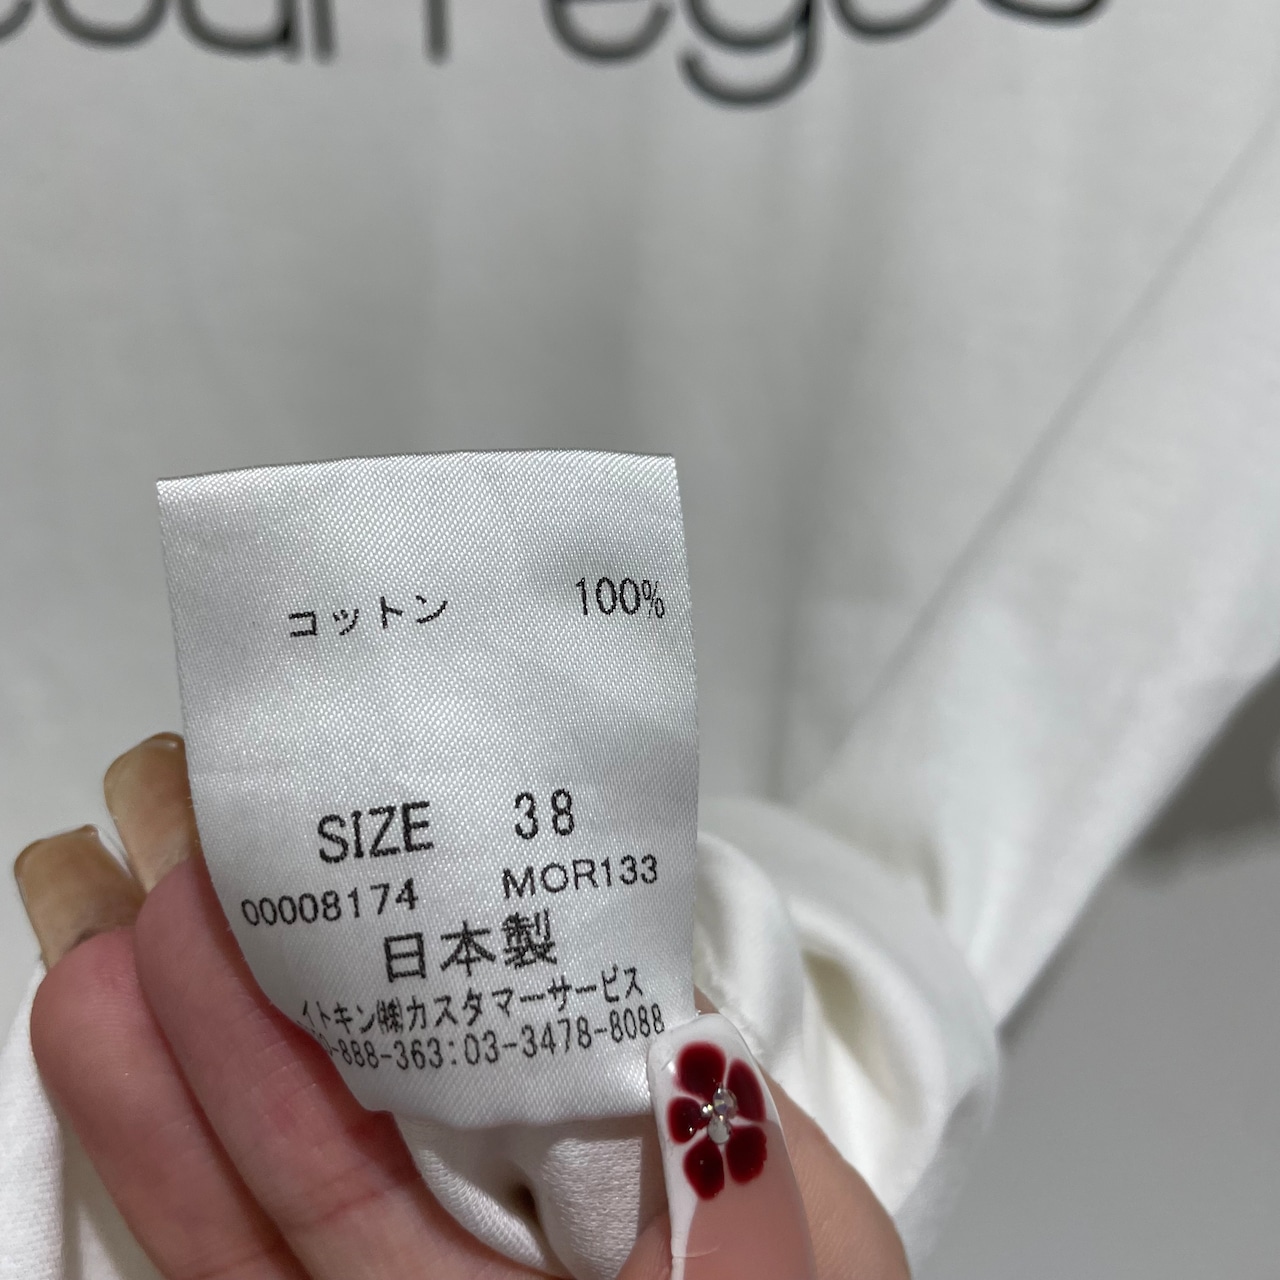 courreges
コットン 100%
SIZE 38
00008174 MOR133
日本製
イトキン㈱カスタマーサービス
-888-363:03-3478-8088